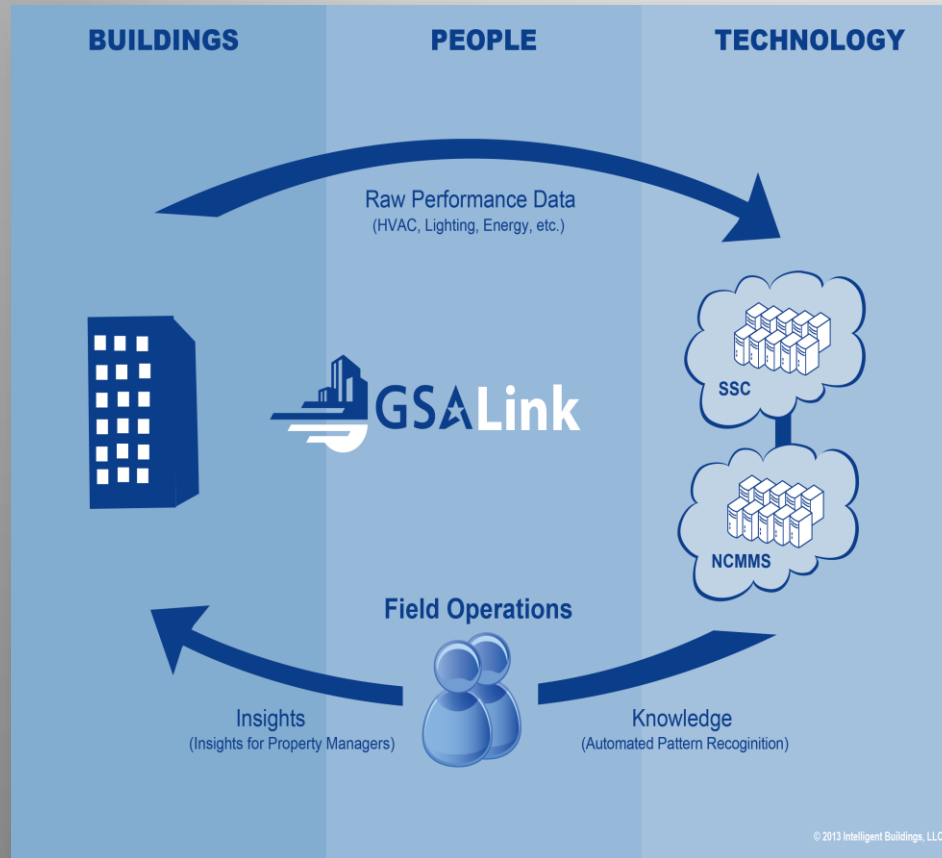 BUILDINGS
PEOPLE
TECHNOLOGY
Raw Performance Data
(HVAC, Lighting, Energy, etc.)
GSALink
SSC
NCMMS
Field Operations
Insights
(Insights for Property Managers)
Knowledge
(Automated Pattern Recoginition)
© 2013 Intelligent Buildings, LLC